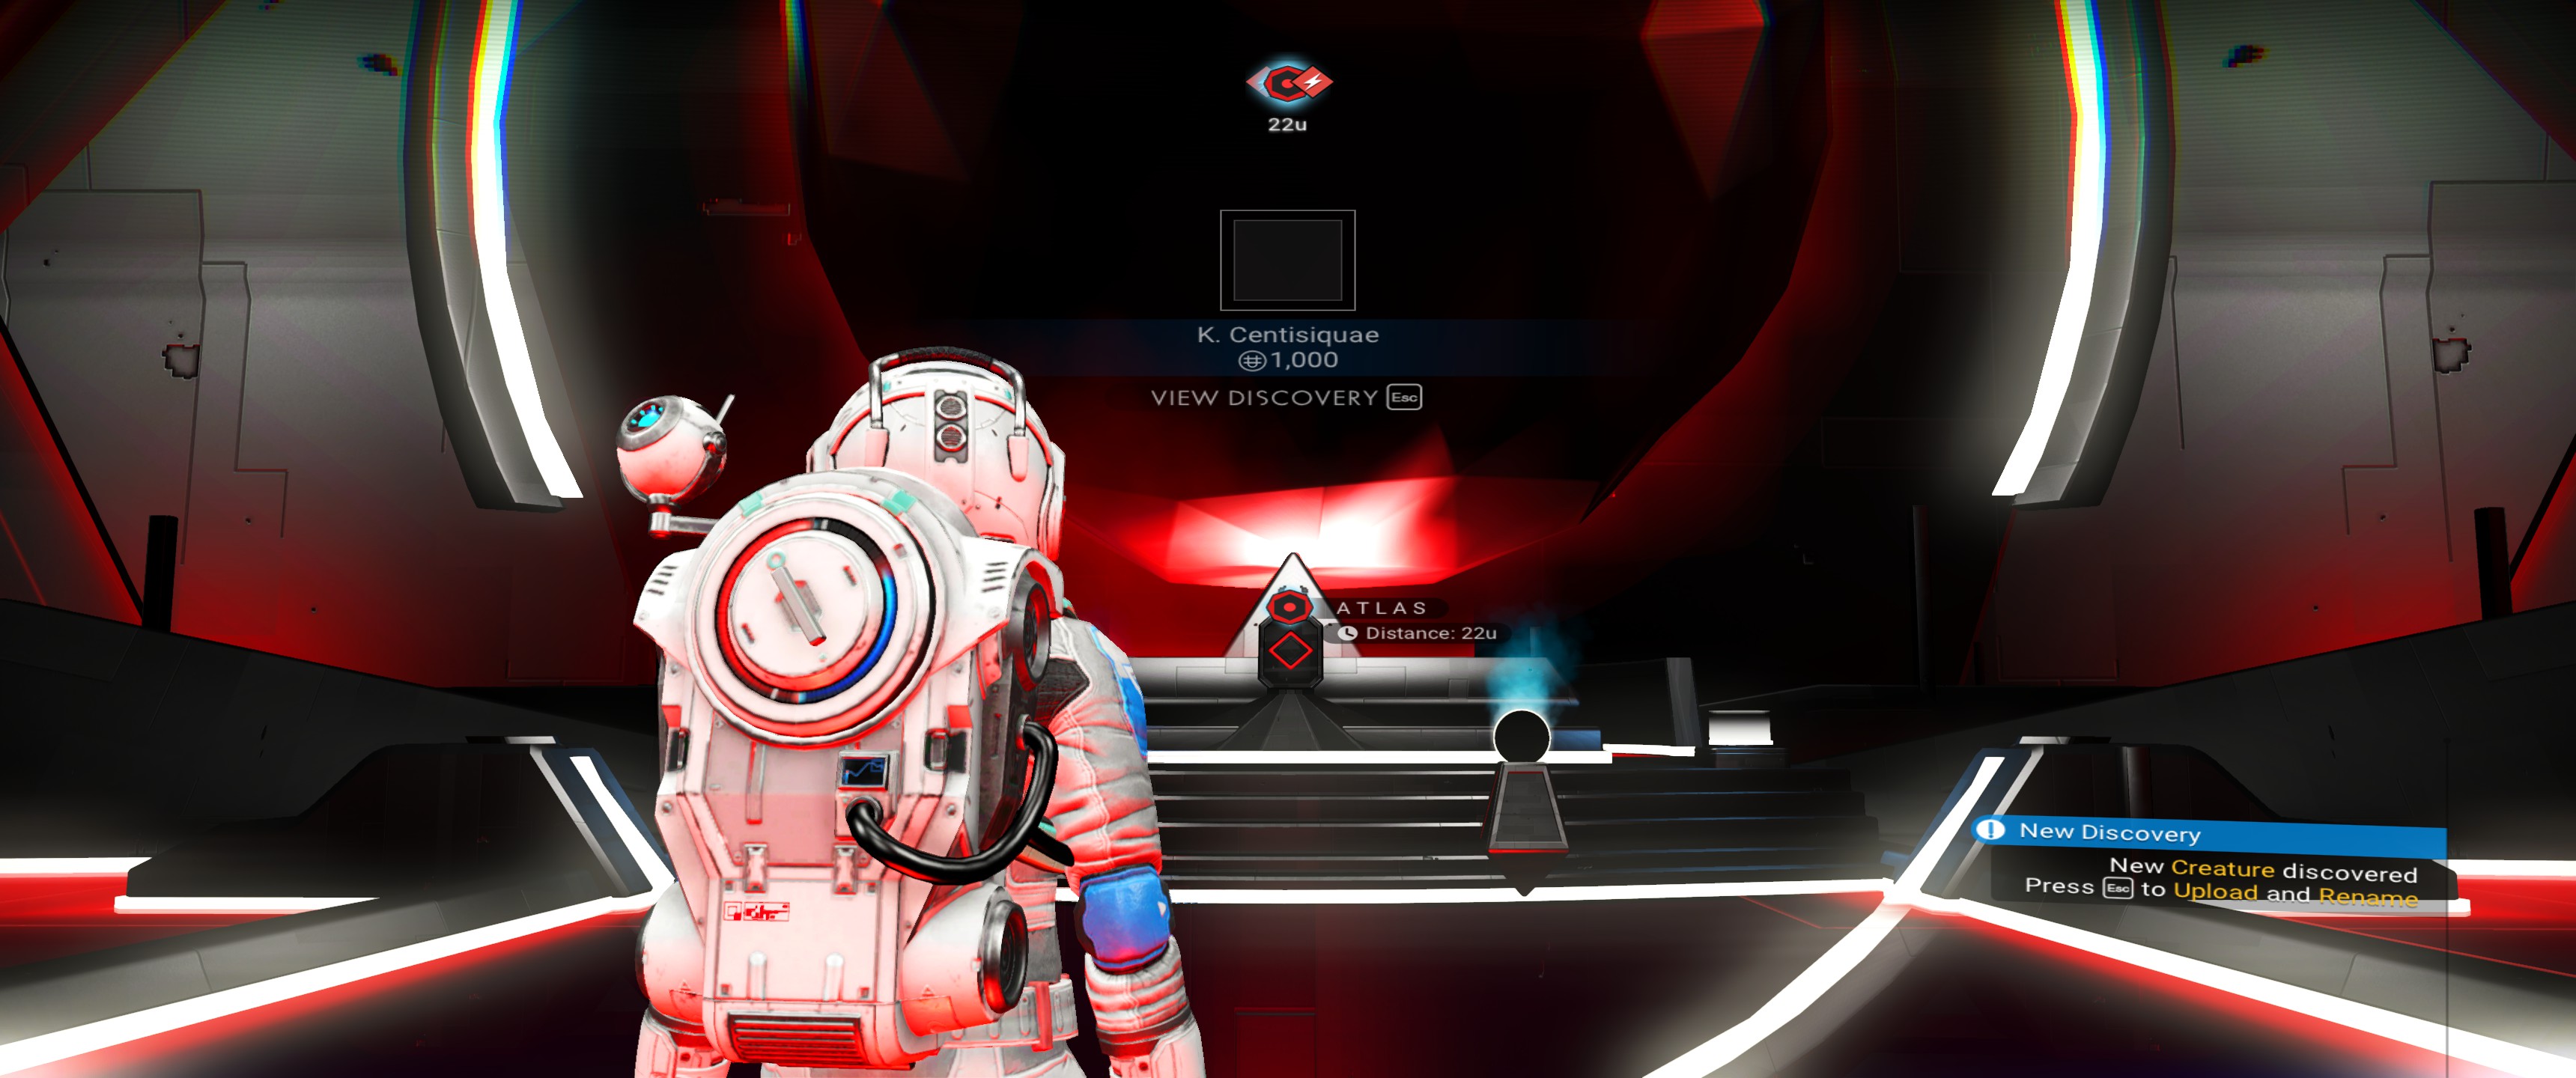 22u
K. Centisiquae
1,000
VIEW DISCOVERY Esc
ATLAS
Distance: 22u
New Discovery
New Creature discovered
Press Esc to Upload and Rename